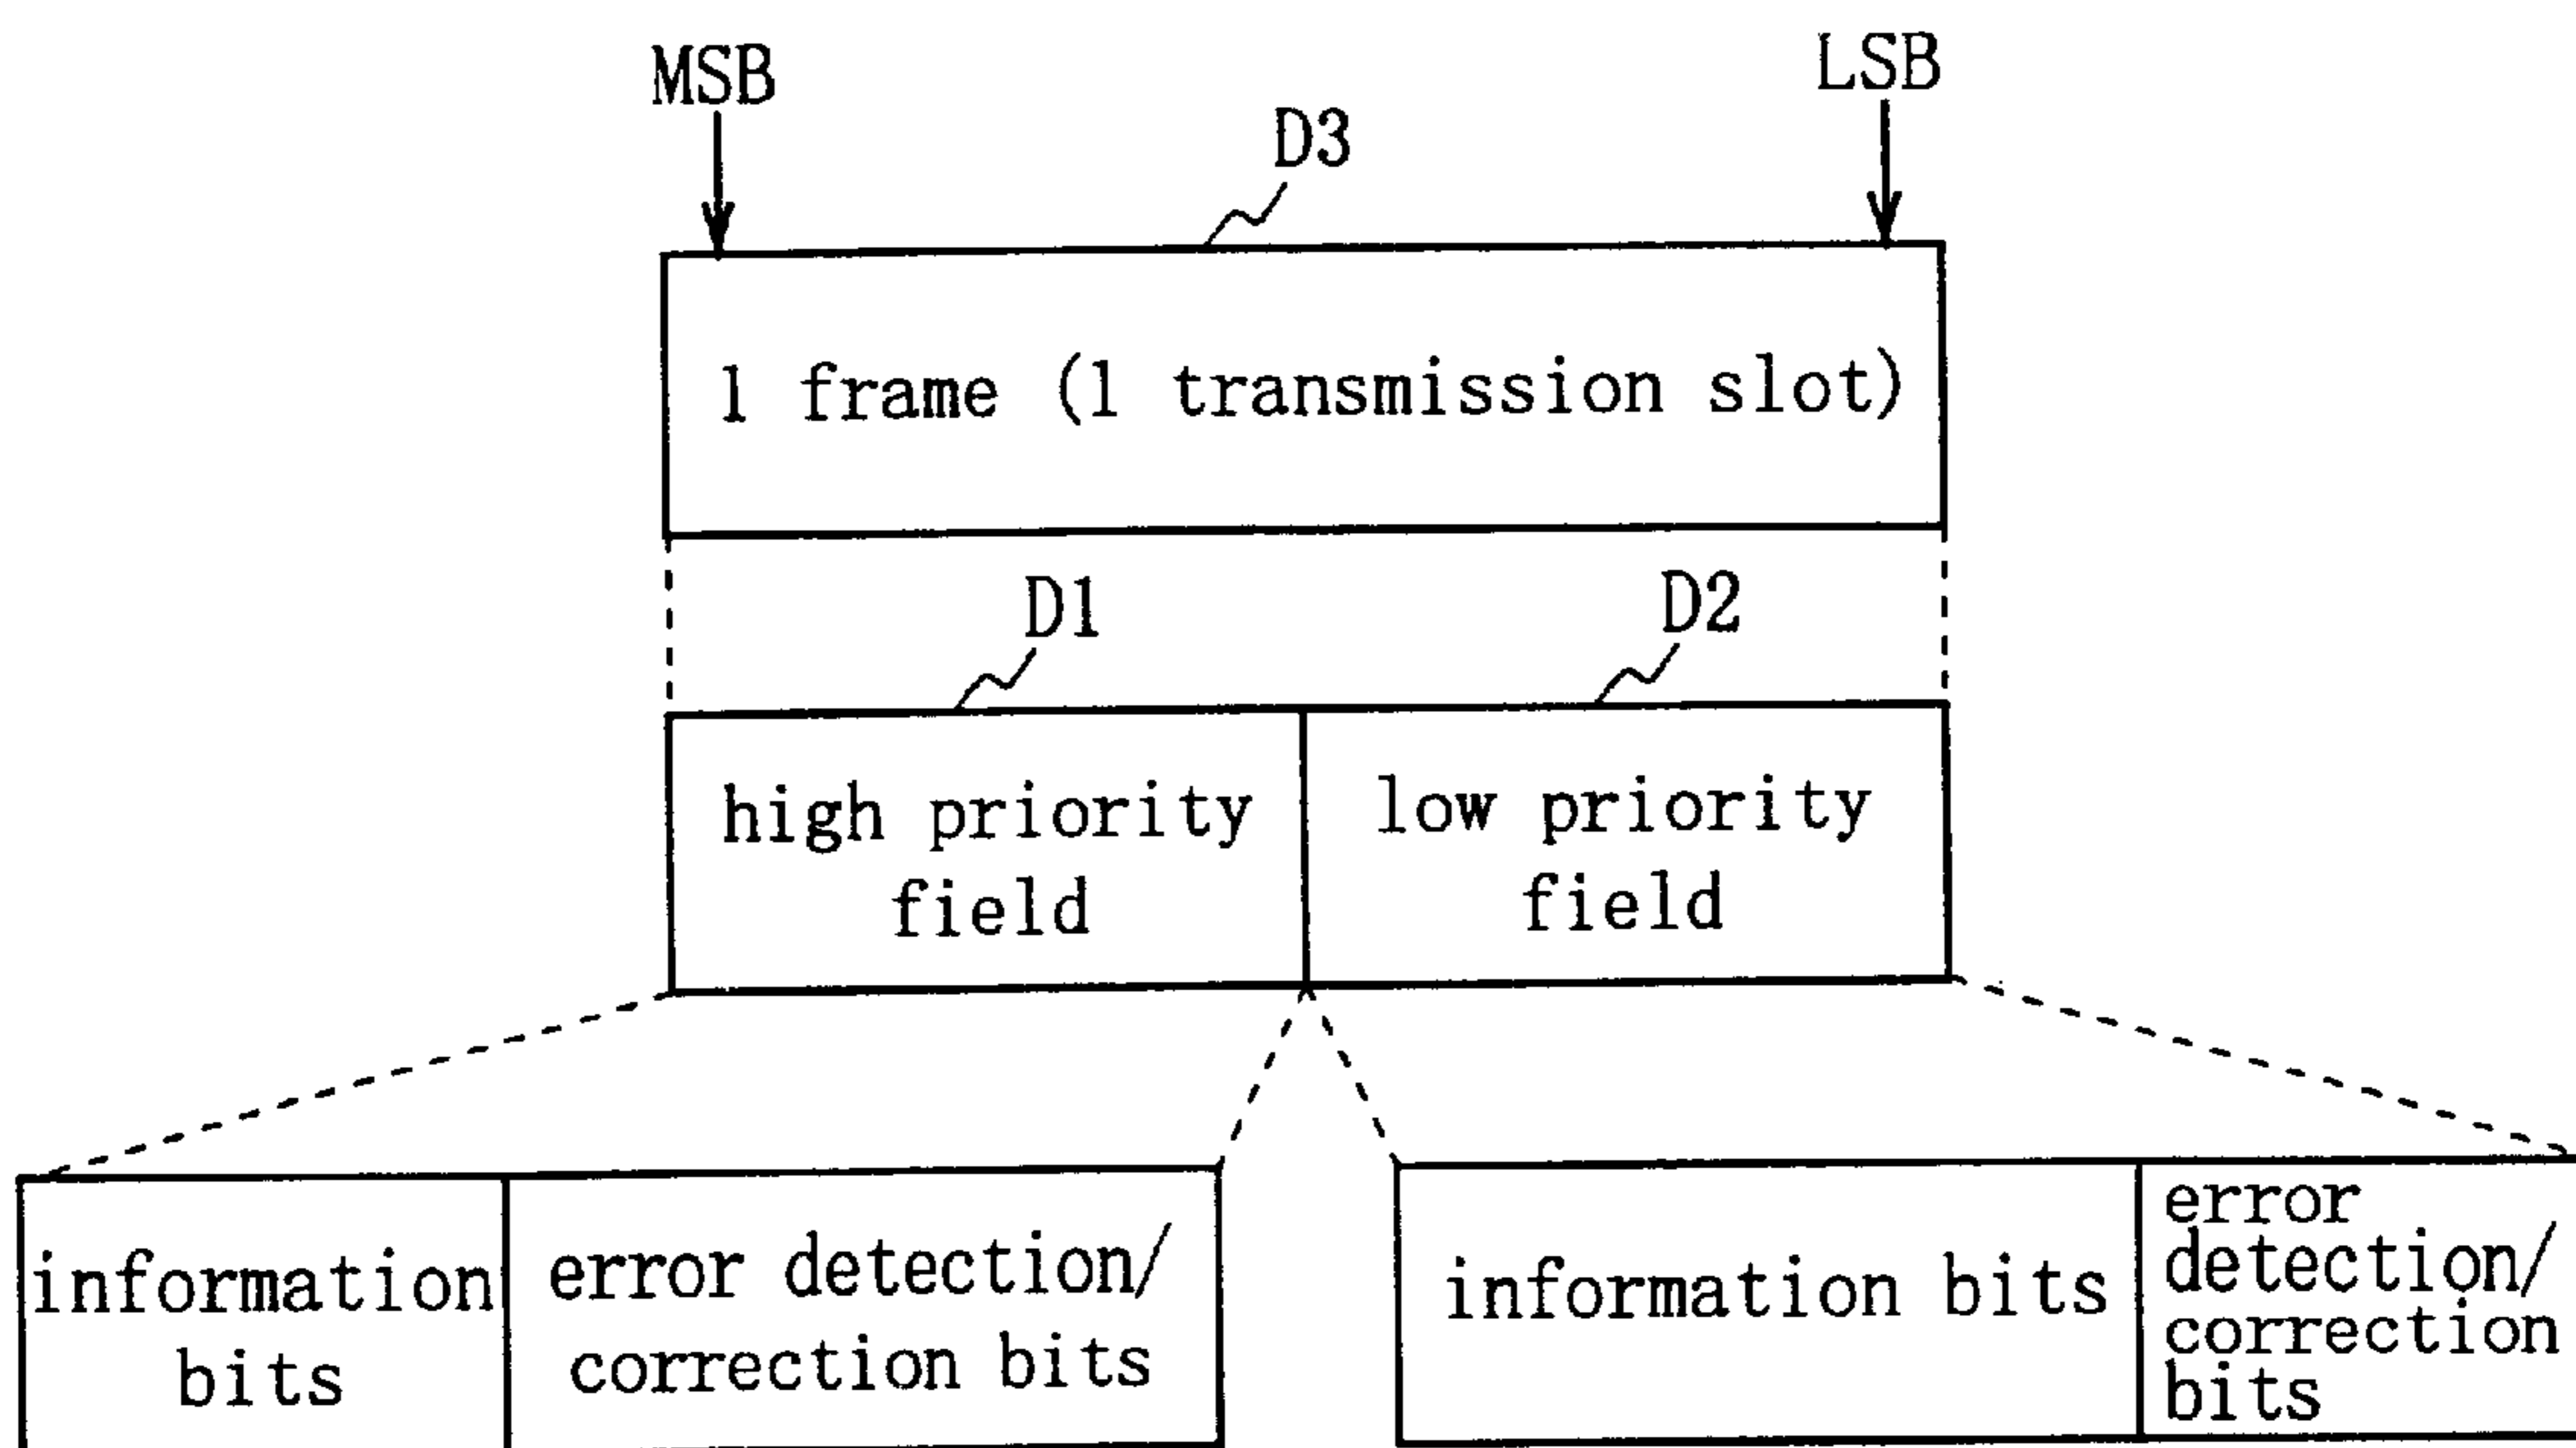 MSB
LSB
D3
1 frame (1 transmission slot)
D1
D2
high priority
field
low priority
field
information
bits
error detection/
correction bits
information bits
error
detection/
correction
bits